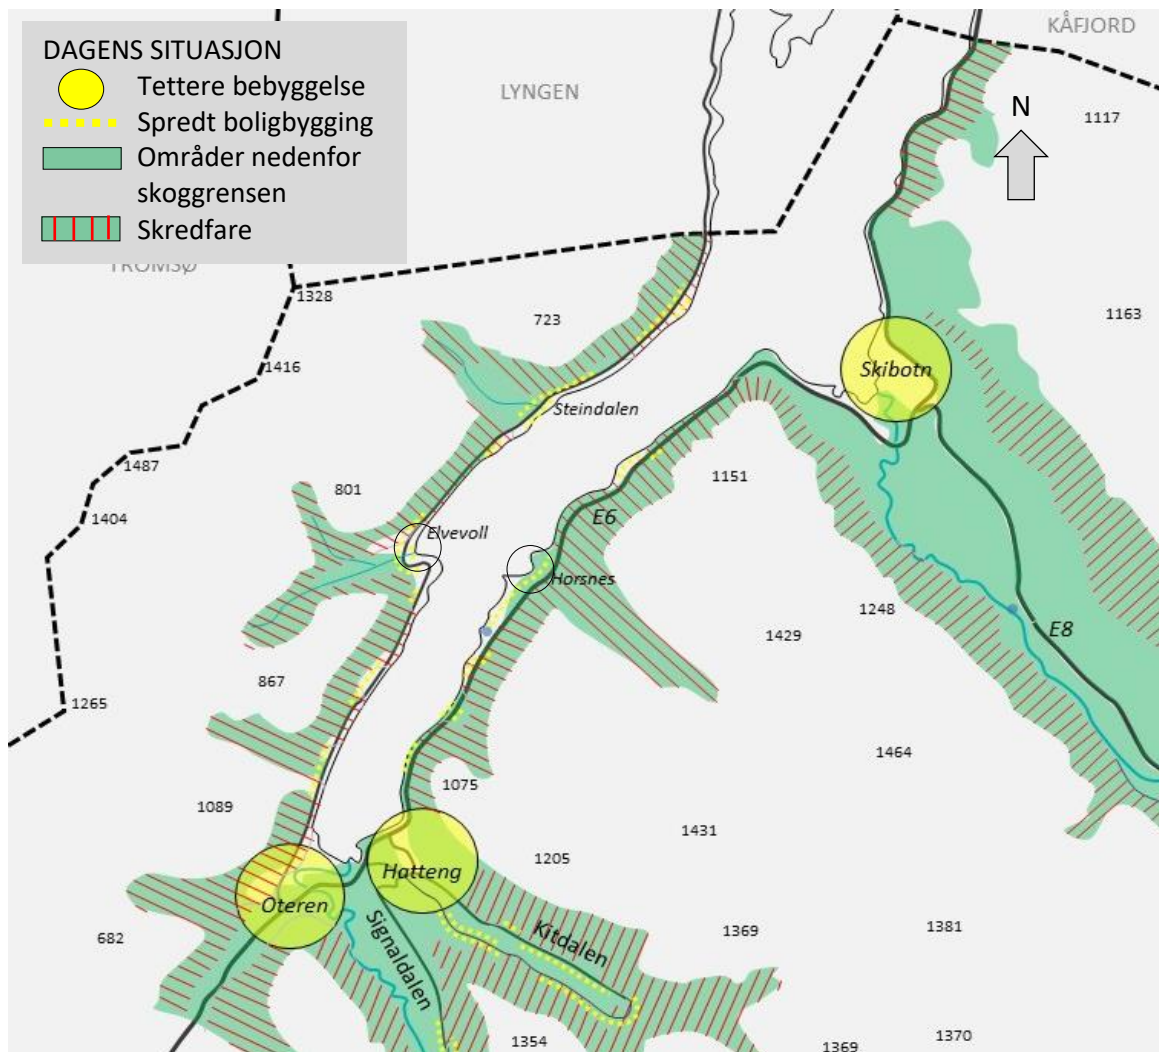 KÅFJORD
DAGENS SITUASJON
Tettere bebyggelse
Spredt boligbygging
Områder nedenfor
skoggrensen
Skredfare
LYNGEN
N
1117
TROMSØ
1328
723
1163
1416
Skibotn
Steindalen
1487
801
1151
1404
E6
Elvevoll
Horsnes
1248
E8
1429
867
1265
1464
1075
1089
1431
1205
Hatteng
Oteren
Kitdalen
1369
1381
682
Signaldalen
1354
1369
1370